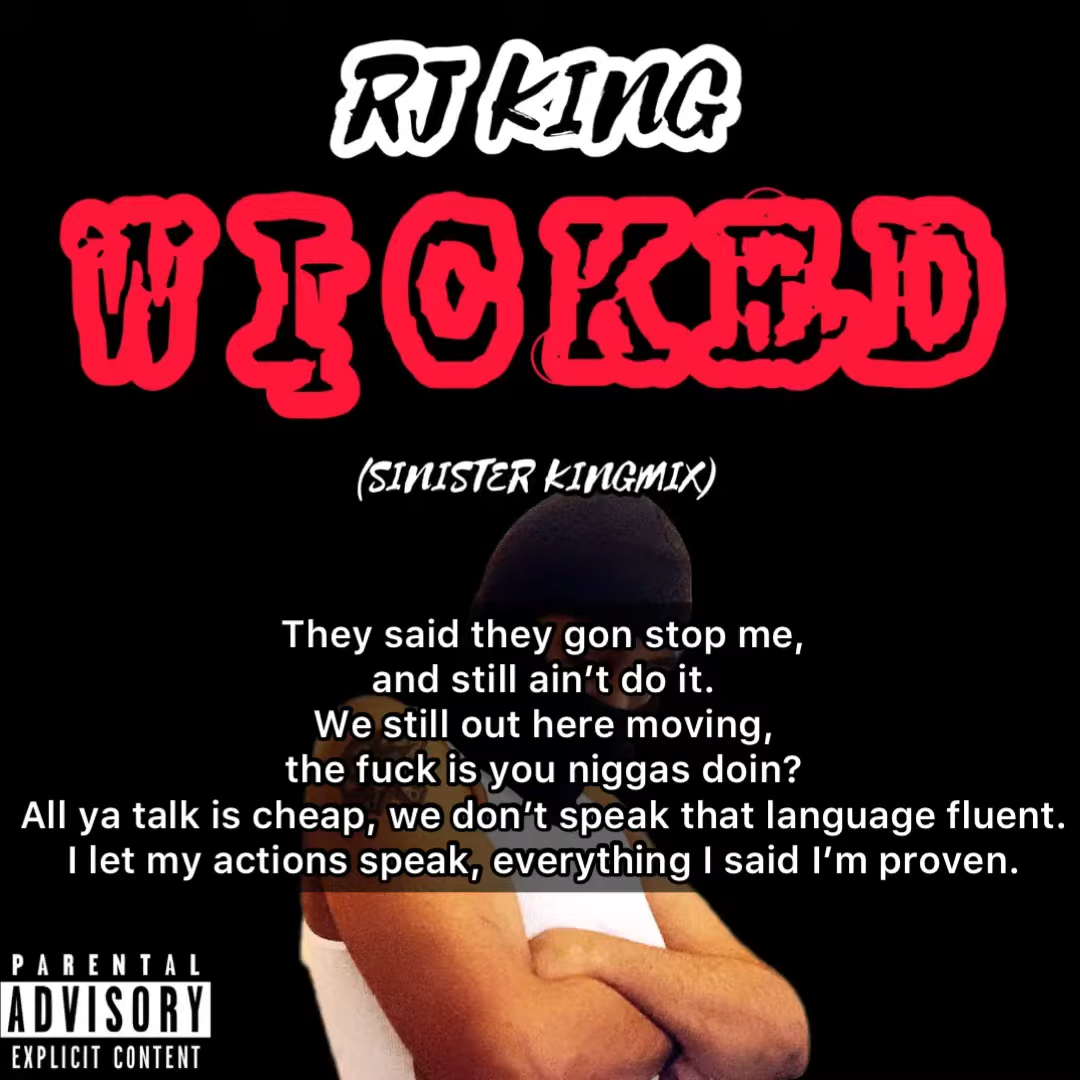 RJ KING
WICKED
(SINISTER KINGMIX)
They said they gon stop me,
and still ain’t do it.
We still out here moving,
the fuck is you niggas doin?
All ya talk is cheap, we don’t speak that language fluent.
I let my actions speak, everything I said I’m proven.
PARENTAL
ADVISORY
EXPLICIT CONTENT